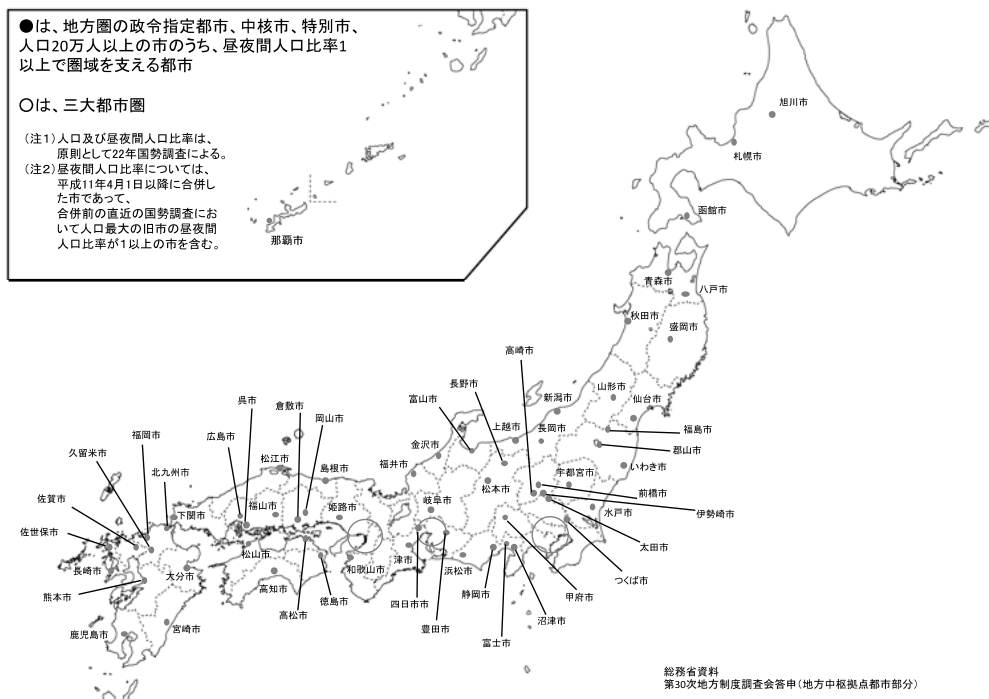 ●は、地方圏の政令指定都市、中核市、特別市、
人口20万人以上の市のうち、昼夜間人口比率1
以上で圏域を支える都市
○は、三大都市圏
（注１）人口及び昼夜間人口比率は、
原則として22年国勢調査による。
（注２）昼夜間人口比率については、
平成11年4月1日以降に合併し
た市であって、
合併前の直近の国勢調査にお
いて人口最大の旧市の昼夜間
人口比率が１以上の市を含む。
那覇市
旭川市
札幌市
函館市
青森市
八戸市
秋田市
盛岡市
高崎市
長野市
山形市
新潟市
仙台市
呉市
倉敷市
富山市
岡山市
上越市
長岡市
福島市
福岡市
広島市
金沢市
郡山市
久留米市
北九州市
松江市
島根市
福井市
いわき市
宇都宮市
佐賀市
下関市
福山市
姫路市
岐阜市
松本市
前橋市
水戸市
伊勢崎市
佐世保市
太田市
長崎市
松山市
和歌山市
津市
浜松市
つくば市
大分市
高知市
熊本市
高松市
徳島市
四日市市
静岡市
甲府市
沼津市
豊田市
富士市
鹿児島市
宮崎市
総務省資料
第30次地方制度調査会答申（地方中枢拠点都市部分）